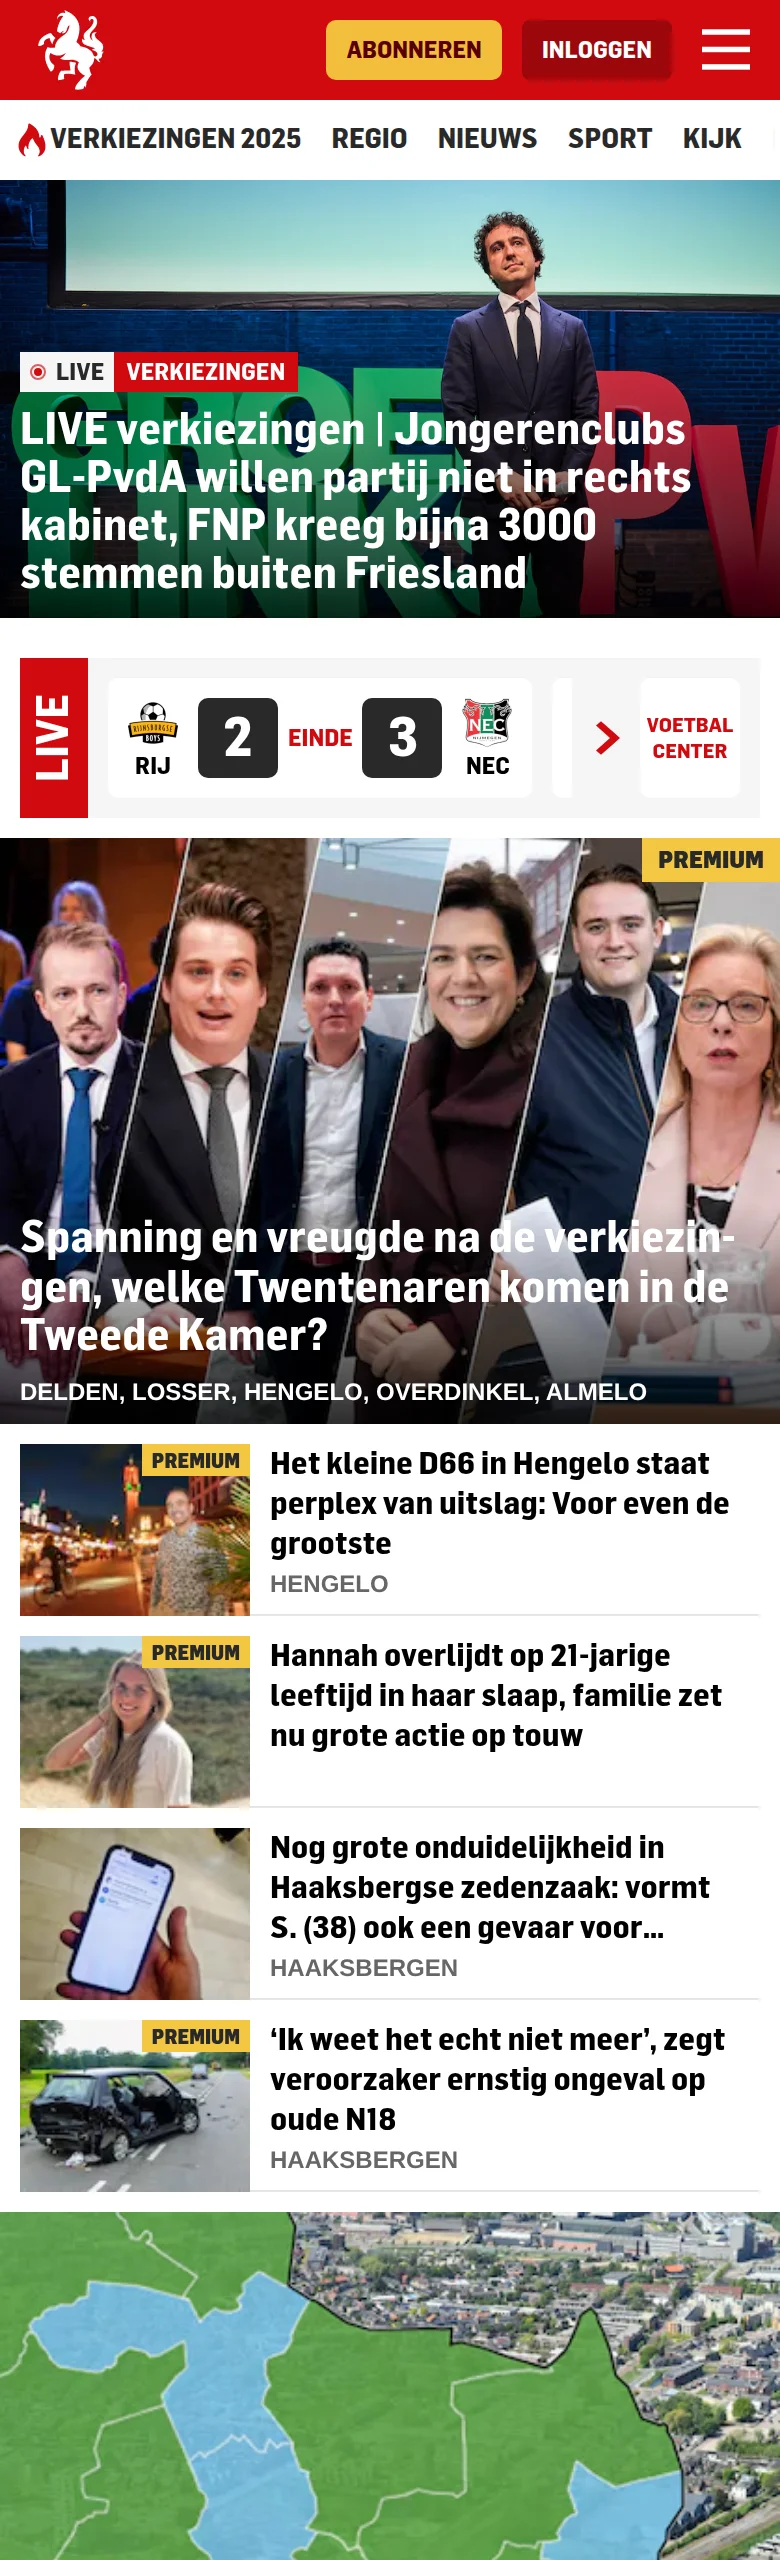 ABONNEREN
INLOGGEN
VERKIEZINGEN 2025 REGIO NIEUWS SPORT KIJK
LIVE VERKIEZINGEN
LIVE verkiezingen | Jongerenclubs
GL-PvdA willen partij niet in rechts
kabinet, FNP kreeg bijna 3000
stemmen buiten Friesland
LIVE
RIJNSBURGSE
BOYS
RIJ
2
EINDE
3
NEC
NIJMEGEN
NEC
VOETBAL
CENTER
PREMIUM
Spanning en vreugde na de verkiezin-
gen, welke Twentenaren komen in de
Tweede Kamer?
DELDEN, LOSSER, HENGELO, OVERDINKEL, ALMELO
PREMIUM
Het kleine D66 in Hengelo staat
perplex van uitslag: Voor even de
grootste
HENGELO
PREMIUM
Hannah overlijdt op 21-jarige
leeftijd in haar slaap, familie zet
nu grote actie op touw
Nog grote onduidelijkheid in
Haaksbergse zedenzaak: vormt
S. (38) ook een gevaar voor...
HAAKSBERGEN
PREMIUM
‘Ik weet het echt niet meer’, zegt
veroorzaker ernstig ongeval op
oude N18
HAAKSBERGEN